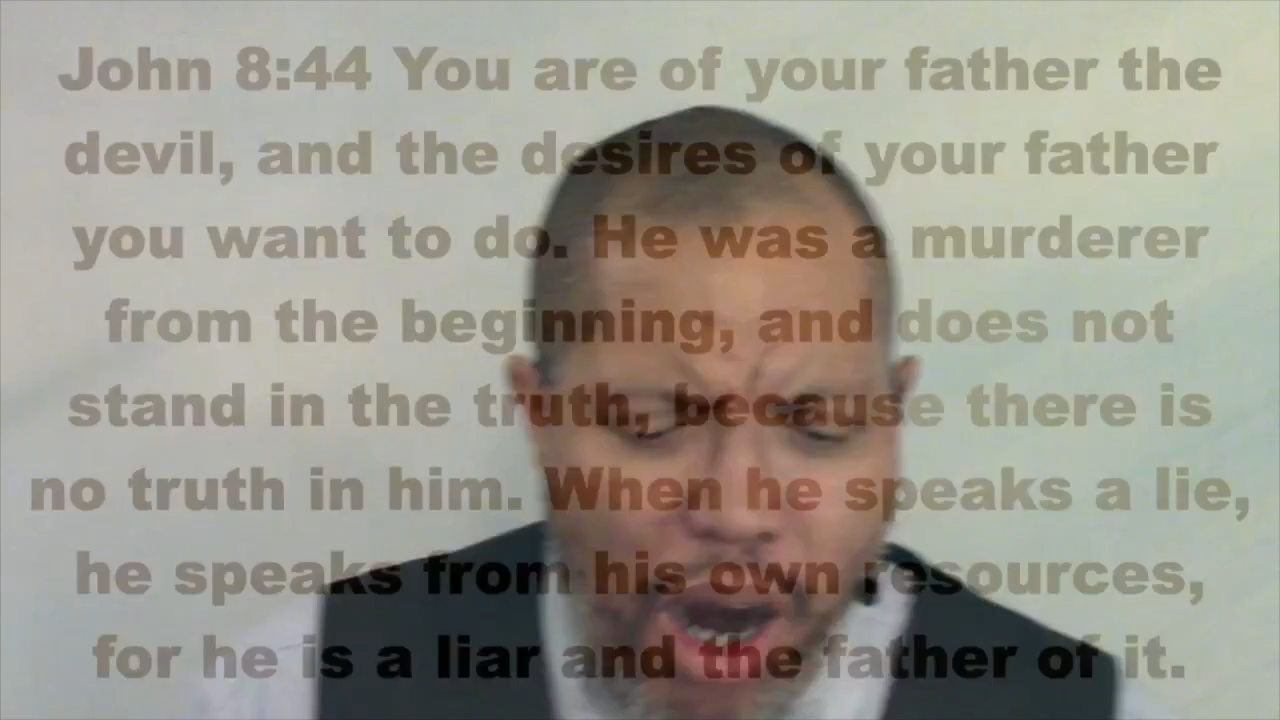 John 8:44 You are of your father the
devil, and the desires of your father
you want to do. He was a murderer
from the beginning, and does not
stand in the truth, because there is
no truth in him. When he speaks a lie,
he speaks from his own resources,
for he is a liar and the father of it.